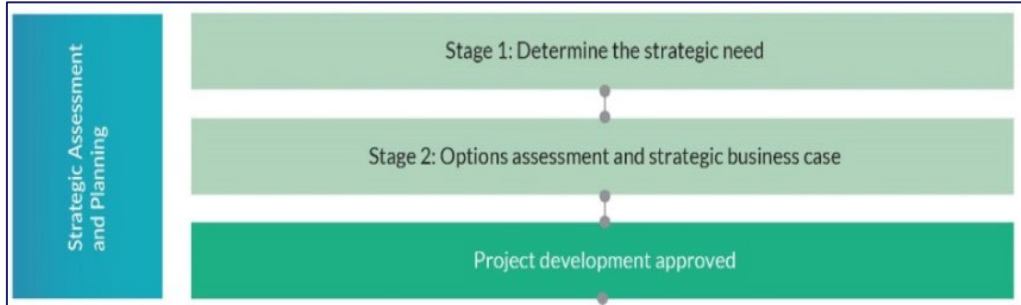 Strategic Assessment
and Planning
Stage 1: Determine the strategic need
Stage 2: Options assessment and strategic business case
Project development approved